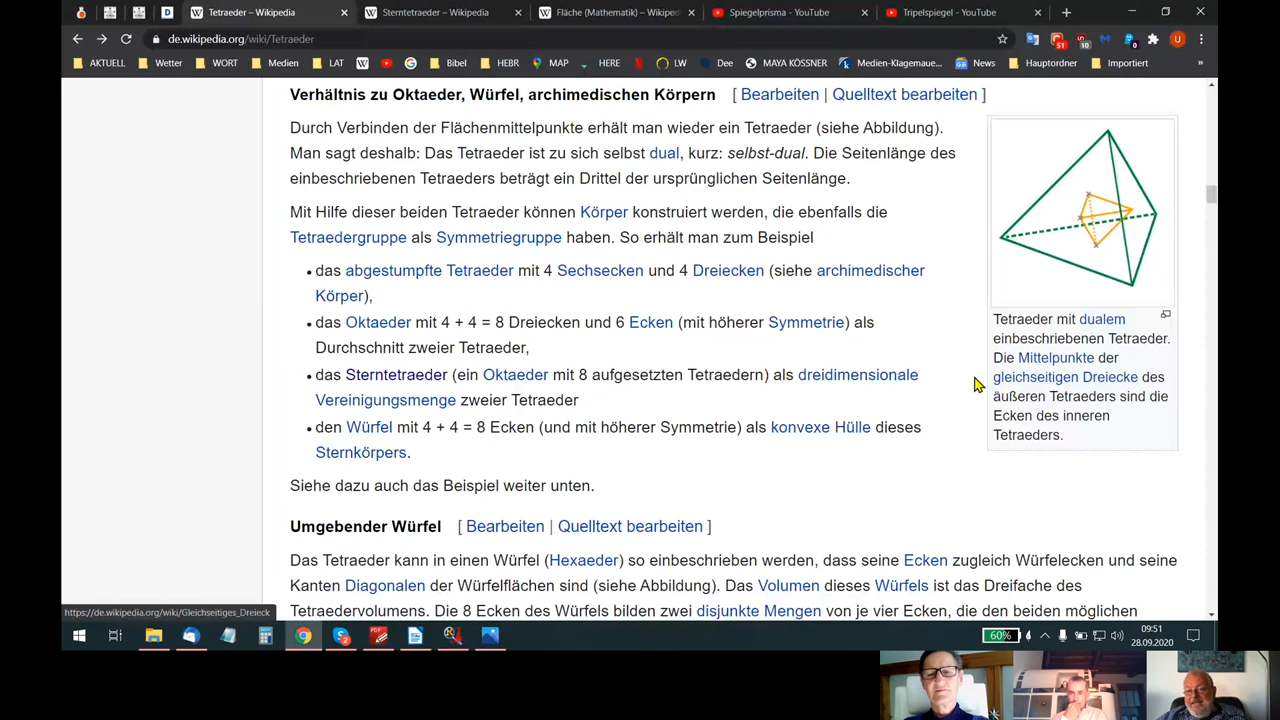 Tetraeder – Wikipedia
Sterntetraeder – Wikipedia
Fläche (Mathematik) – Wikiped
Spiegelprisma - YouTube
Tripelspiegel - YouTube
de.wikipedia.org/wiki/Tetraeder
51
10
0
U
AKTUELL
Wetter
WORT
Medien
LAT
Bibel
HEBR
MAP
HERE
LW
Dee
MAYA KÖSSNER
Medien-Klagemaue...
News
Hauptordner
Importiert
»
Verhältnis zu Oktaeder, Würfel, archimedischen Körpern [ Bearbeiten | Quelltext bearbeiten ]
Durch Verbinden der Flächenmittelpunkte erhält man wieder ein Tetraeder (siehe Abbildung).
Man sagt deshalb: Das Tetraeder ist zu sich selbst dual, kurz: selbst-dual. Die Seitenlänge des
einbeschriebenen Tetraeders beträgt ein Drittel der ursprünglichen Seitenlänge.
Mit Hilfe dieser beiden Tetraeder können Körper konstruiert werden, die ebenfalls die
Tetraedergruppe als Symmetriegruppe haben. So erhält man zum Beispiel
• das abgestumpfte Tetraeder mit 4 Sechsecken und 4 Dreiecken (siehe archimedischer
Körper),
• das Oktaeder mit 4 + 4 = 8 Dreiecken und 6 Ecken (mit höherer Symmetrie) als
Durchschnitt zweier Tetraeder,
• das Sterntetraeder (ein Oktaeder mit 8 aufgesetzten Tetraedern) als dreidimensionale
Vereinigungsmenge zweier Tetraeder
• den Würfel mit 4 + 4 = 8 Ecken (und mit höherer Symmetrie) als konvexe Hülle dieses
Sternkörpers.
Siehe dazu auch das Beispiel weiter unten.
Tetraeder mit dualem
einbeschriebenen Tetraeder.
Die Mittelpunkte der
gleichseitigen Dreiecke des
äußeren Tetraeders sind die
Ecken des inneren
Tetraeders.
Umgebender Würfel [ Bearbeiten | Quelltext bearbeiten ]
Das Tetraeder kann in einen Würfel (Hexaeder) so einbeschrieben werden, dass seine Ecken zugleich Würfelecken und seine
Kanten Diagonalen der Würfelflächen sind (siehe Abbildung). Das Volumen dieses Würfels ist das Dreifache des
Tetraedervolumens. Die 8 Ecken des Würfels bilden zwei disjunkte Mengen von je vier Ecken, die den beiden möglichen
https://de.wikipedia.org/wiki/Gleichseitiges_Dreieck
60%
09:51
28.09.2020